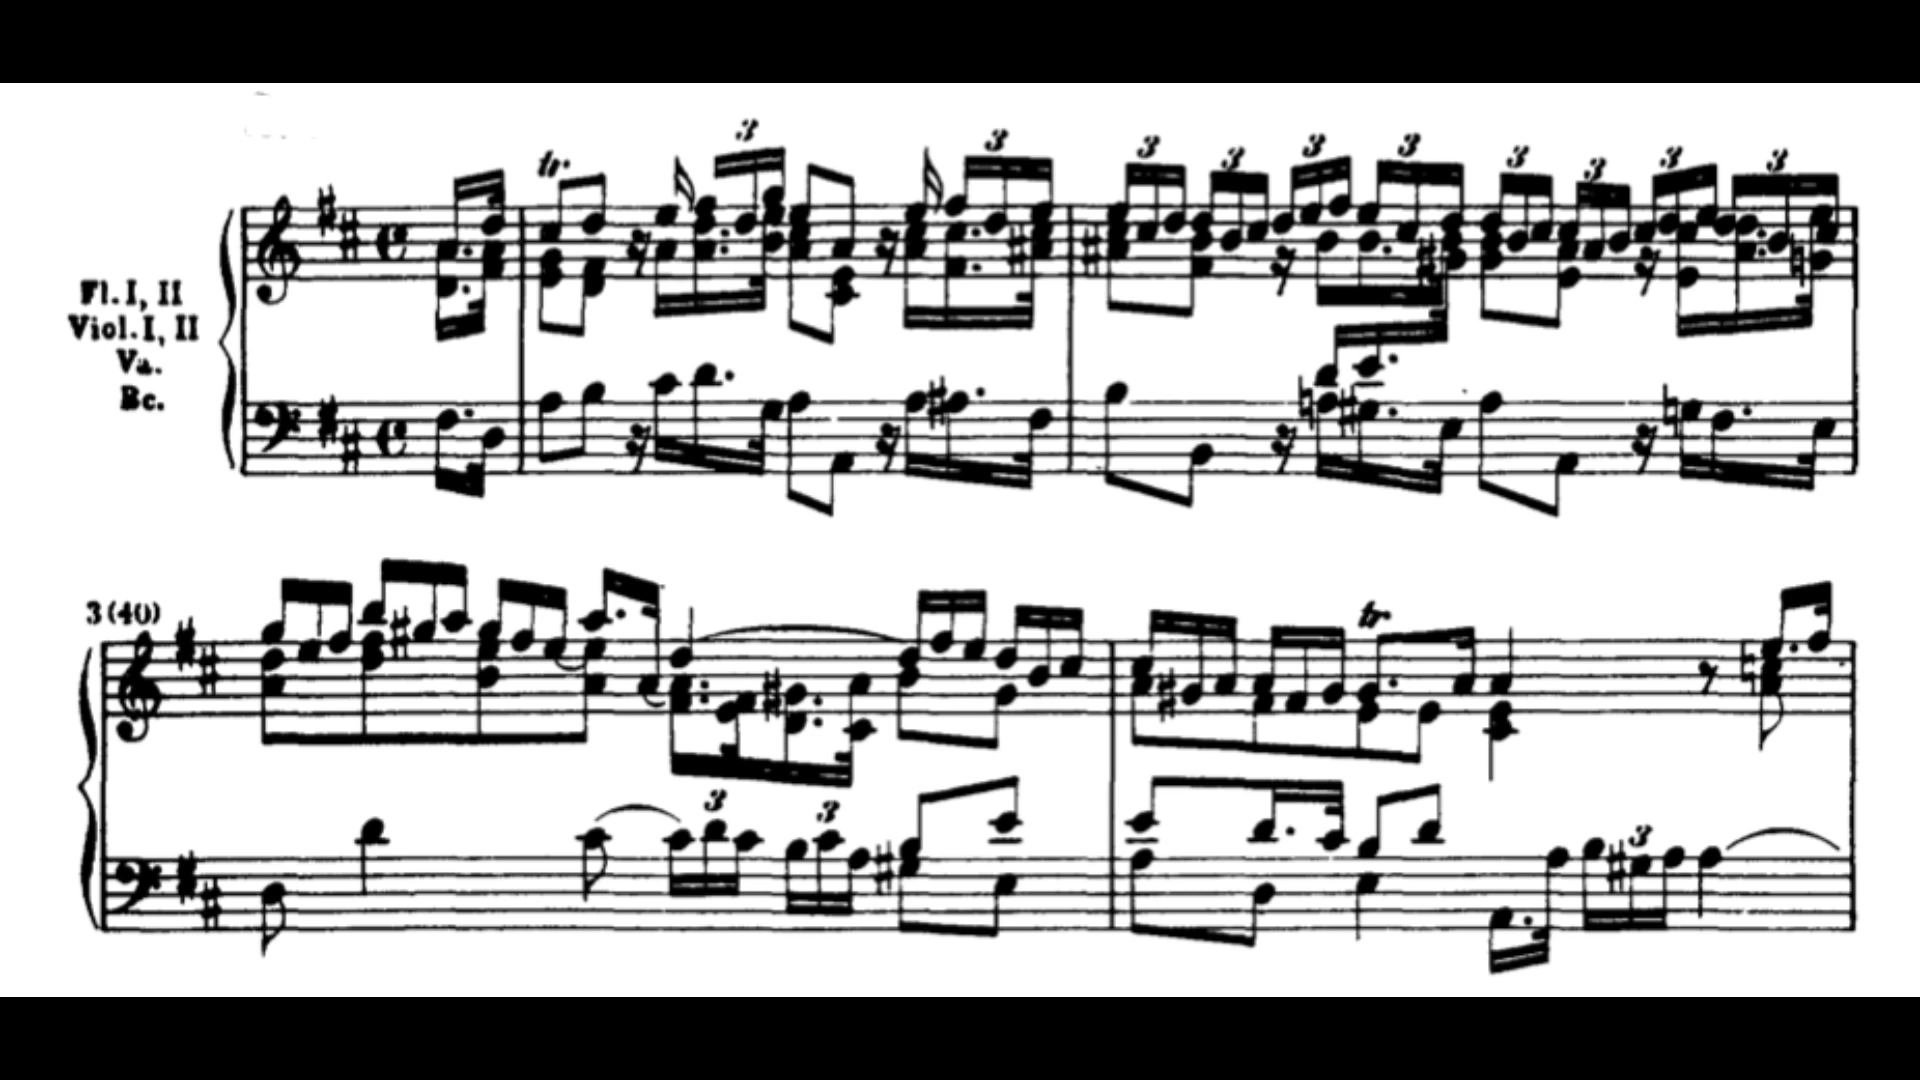 3
3
3 3 3 3 3 3 3 3
tr.
Fl. I, II
Viol. I, II
Va.
Bc.
3 (40)
tr.
3 3
3